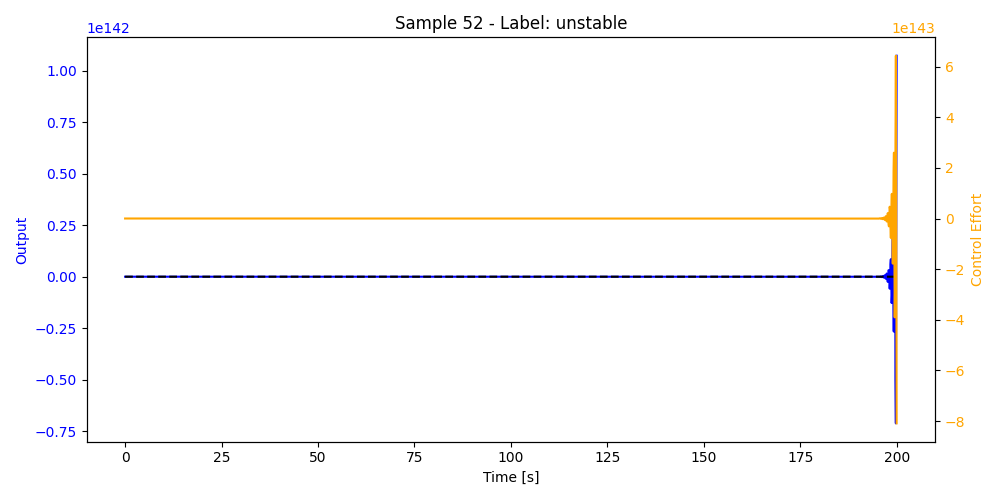 Sample 52 - Label: unstable
1e142
1e143
1.00
0.75
0.50
0.25
0.00
−0.25
−0.50
−0.75
Output
6
4
2
0
−2
−4
−6
−8
Control Effort
0 25 50 75 100 125 150 175 200
Time [s]